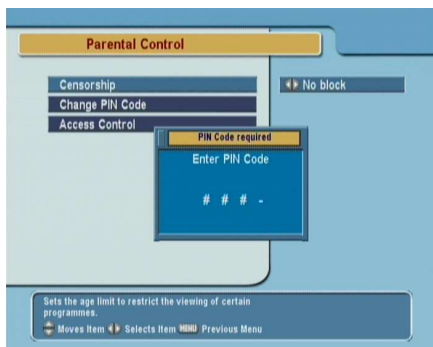 Parental Control
Censorship
No block
Change PIN Code
Access Control
PIN Code required
Enter PIN Code
# # # -
Sets the age limit to restrict the viewing of certain
programmes.
Moves Item Selects Item MENU Previous Menu